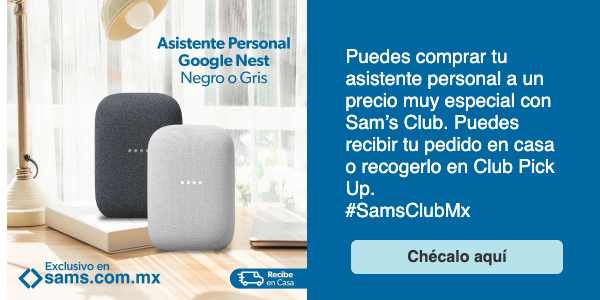 Asistente Personal
Google Nest
Negro o Gris
Exclusivo en
sams.com.mx
Recibe
en Casa
Puedes comprar tu
asistente personal a un
precio muy especial con
Sam’s Club. Puedes
recibir tu pedido en casa
o recogerlo en Club Pick
Up.
#SamsClubMx
Chécalo aquí